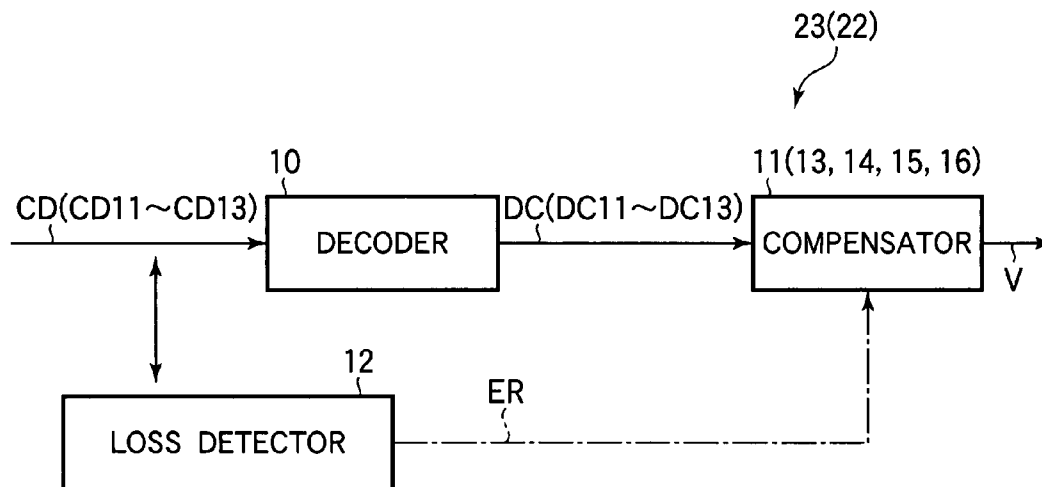 23(22)
10
11(13, 14, 15, 16)
CD(CD11～CD13)
DECODER
DC(DC11～DC13)
COMPENSATOR
V
12
ER
LOSS DETECTOR